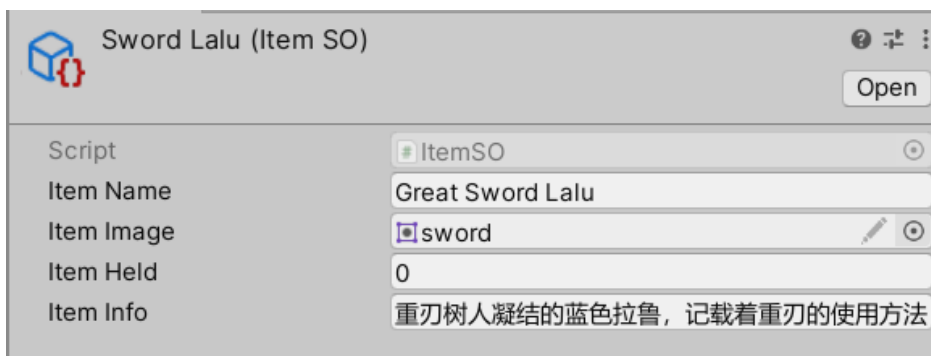 Sword Lalu (Item SO)
Open
Script ItemSO
Item Name Great Sword Lalu
Item Image sword
Item Held 0
Item Info 重刃树人凝结的蓝色拉鲁，记载着重刃的使用方法